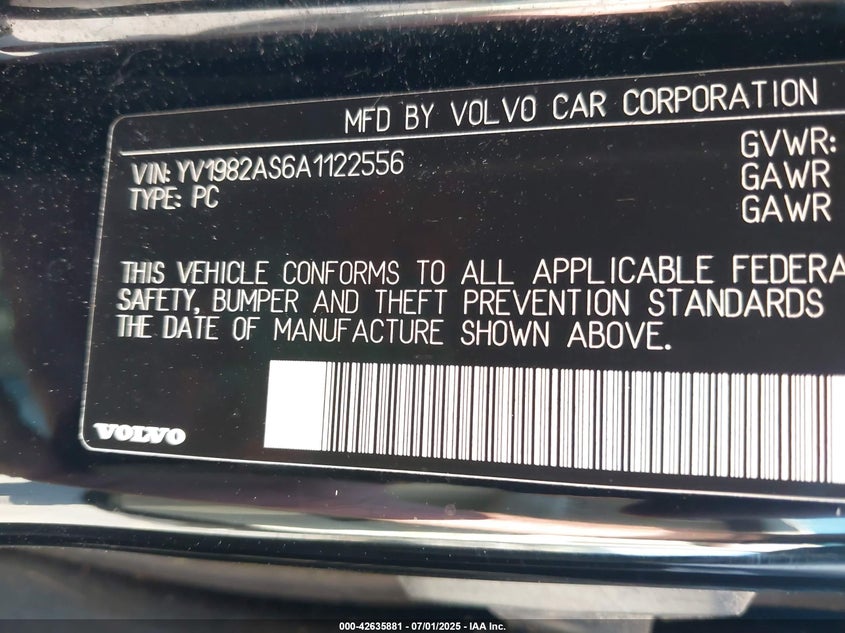 MFD BY VOLVO CAR CORPORATION
VIN: YV1982AS6A1122556
TYPE: PC
GVWR:
GAWR
GAWR
THIS VEHICLE CONFORMS TO ALL APPLICABLE FEDERA
SAFETY, BUMPER AND THEFT PREVENTION STANDARDS
THE DATE OF MANUFACTURE SHOWN ABOVE.
VOLVO
000-42635881 - 07/01/2025 - IAA Inc.